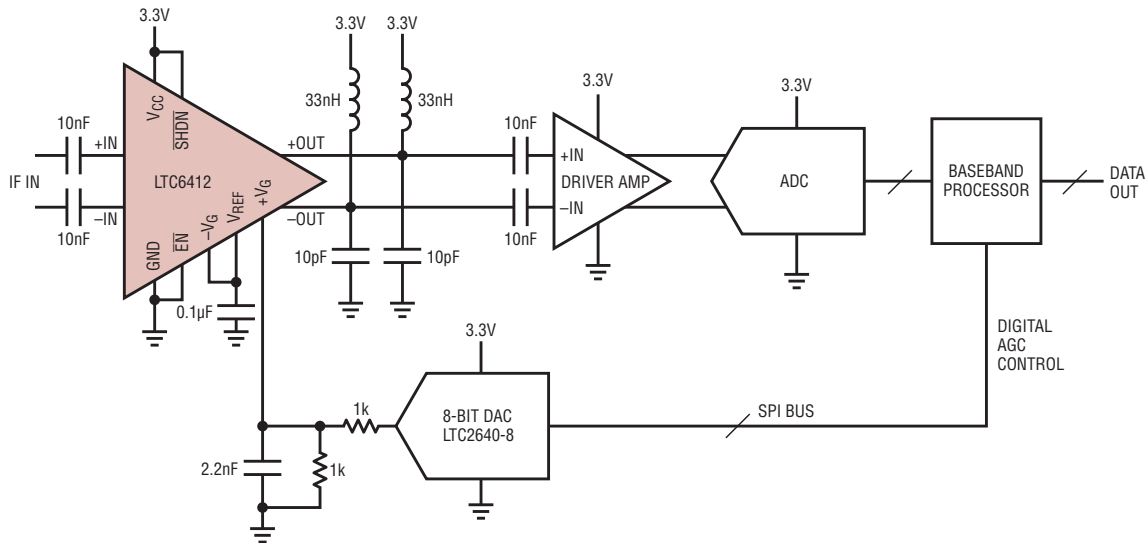 3.3V
3.3V
3.3V
33nH
33nH
3.3V
3.3V
VCC
SHDN
10nF
+IN
+OUT
10nF
+IN
IF IN
LTC6412
DRIVER AMP
ADC
BASEBAND
PROCESSOR
DATA
OUT
–IN
10nF
–OUT
–IN
10nF
GND
EN
–VG
VREF
+VG
0.1µF
10pF
10pF
3.3V
DIGITAL
AGC
CONTROL
1k
8-BIT DAC
LTC2640-8
SPI BUS
2.2nF
1k